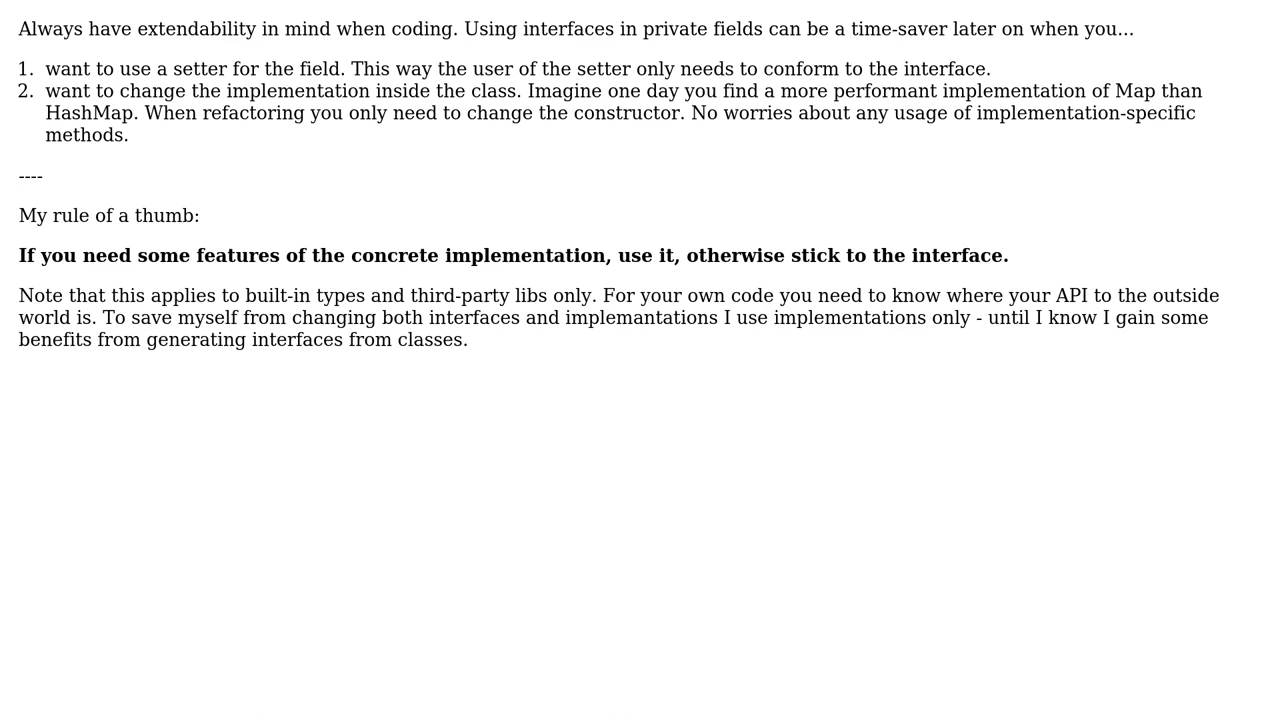 Always have extendability in mind when coding. Using interfaces in private fields can be a time-saver later on when you...
1. want to use a setter for the field. This way the user of the setter only needs to conform to the interface.
2. want to change the implementation inside the class. Imagine one day you find a more performant implementation of Map than
HashMap. When refactoring you only need to change the constructor. No worries about any usage of implementation-specific
methods.
----
My rule of a thumb:
If you need some features of the concrete implementation, use it, otherwise stick to the interface.
Note that this applies to built-in types and third-party libs only. For your own code you need to know where your API to the outside
world is. To save myself from changing both interfaces and implemantations I use implementations only - until I know I gain some
benefits from generating interfaces from classes.